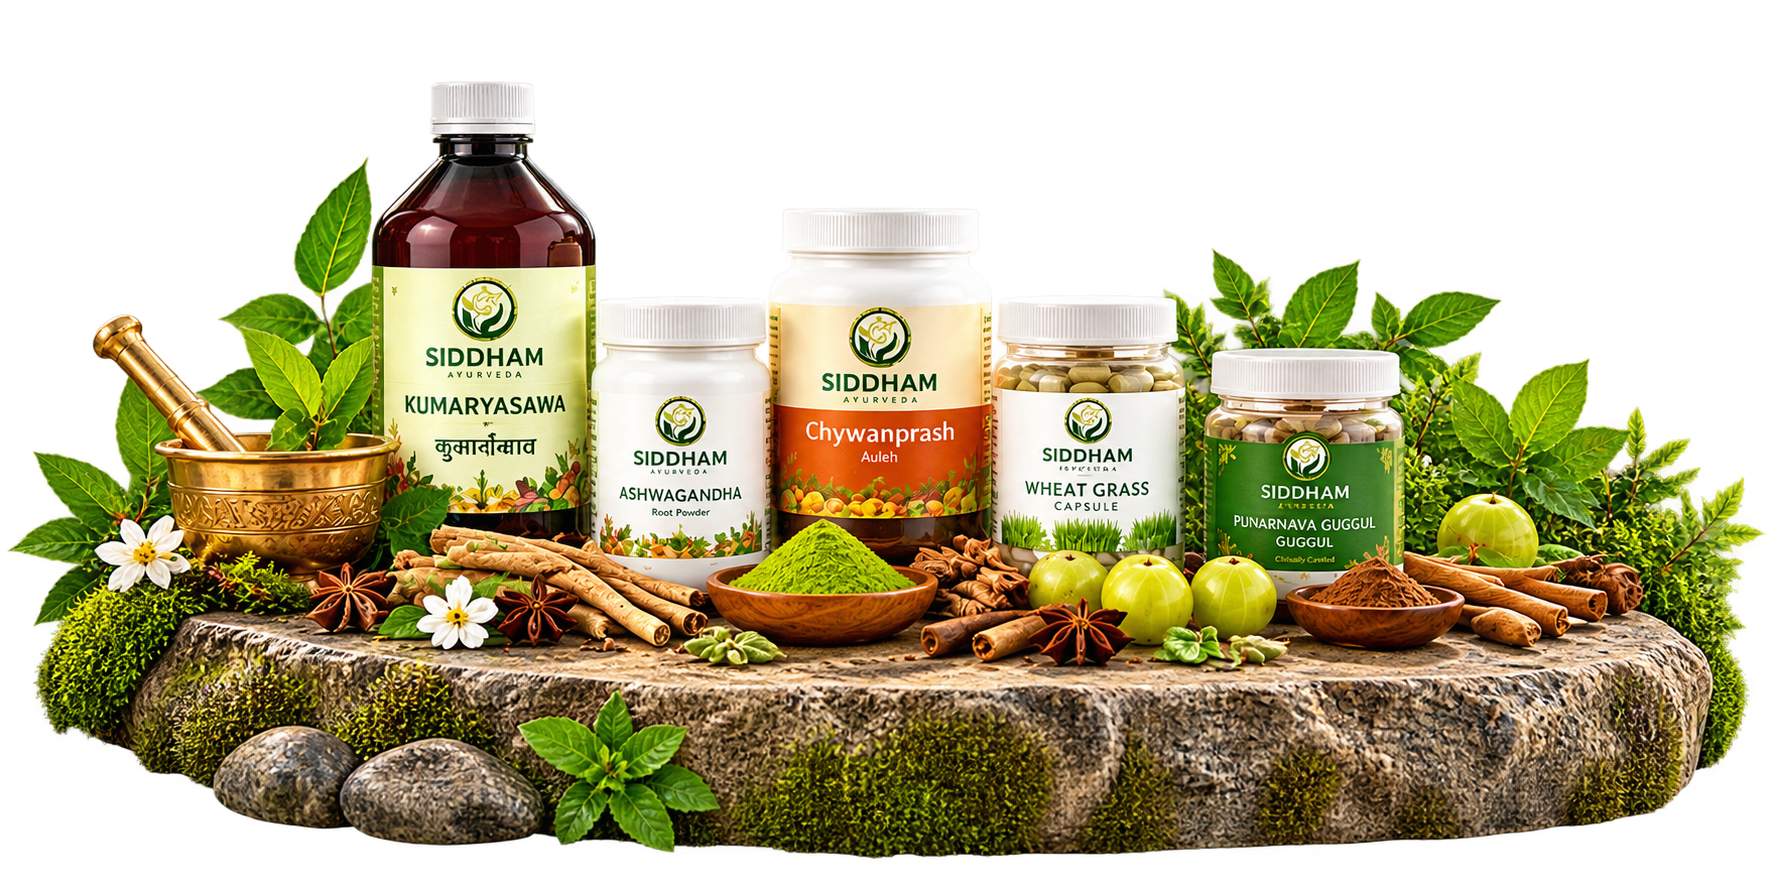 SIDDHAM
AYURVEDA
KUMARYASAWA
SIDDHAM
AYURVEDA
ASHWAGANDHA
Root Powder
SIDDHAM
AYURVEDA
Chywanprash
Auleh
SIDDHAM
WHEAT GRASS
CAPSULE
SIDDHAM
PUNARNAVA GUGGUL
GUGGUL